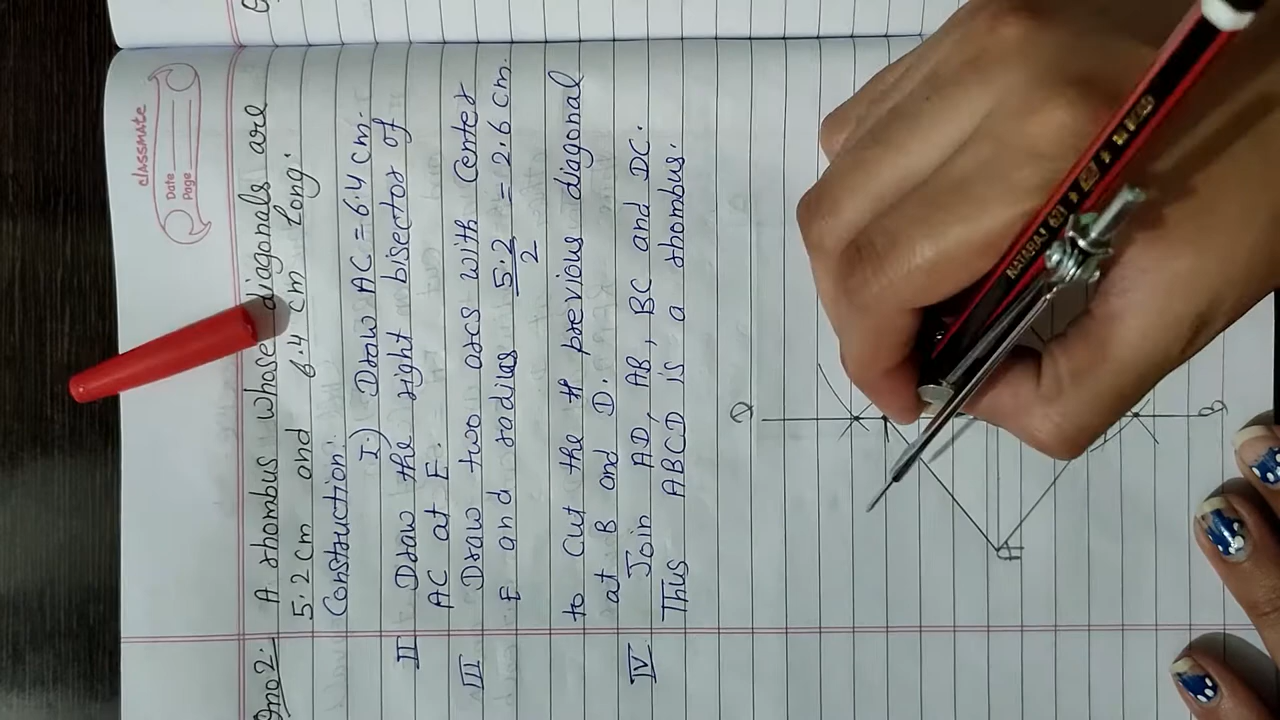 classmate
Date
Page
Qno2. A rhombus whose diagonals are
5.2 cm and 6.4 cm long.
Construction:
I.) Draw AC = 6.4 cm.
II Draw the right bisector of
AC at E.
III Draw two arcs with center
E and radius 5.2/2 = 2.6 cm.
to cut the previous diagonal
at B and D.
IV Join AD, AB, BC and DC.
Thus ABCD is a rhombus.
A
B
NATARAJ 621